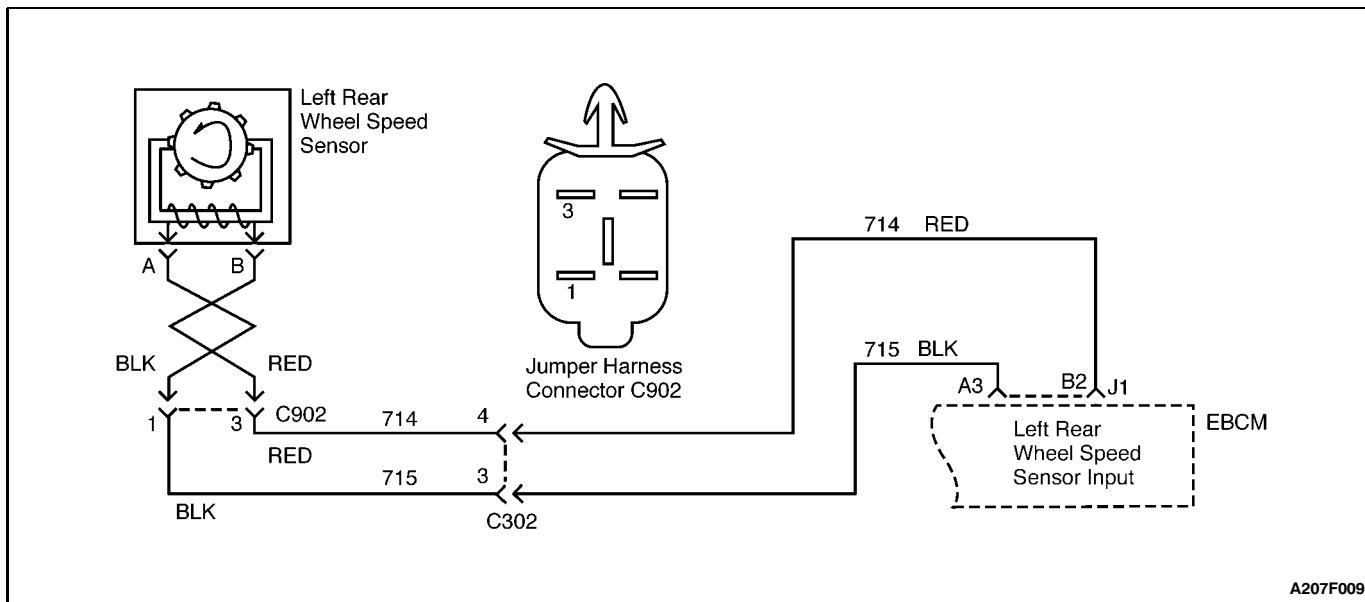 Left Rear
Wheel Speed
Sensor
A
B
BLK
RED
1
3
C902
714
4
RED
715
3
BLK
C302
3
1
Jumper Harness
Connector C902
714 RED
715 BLK
A3
B2
J1
EBCM
Left Rear
Wheel Speed
Sensor Input
A207F009